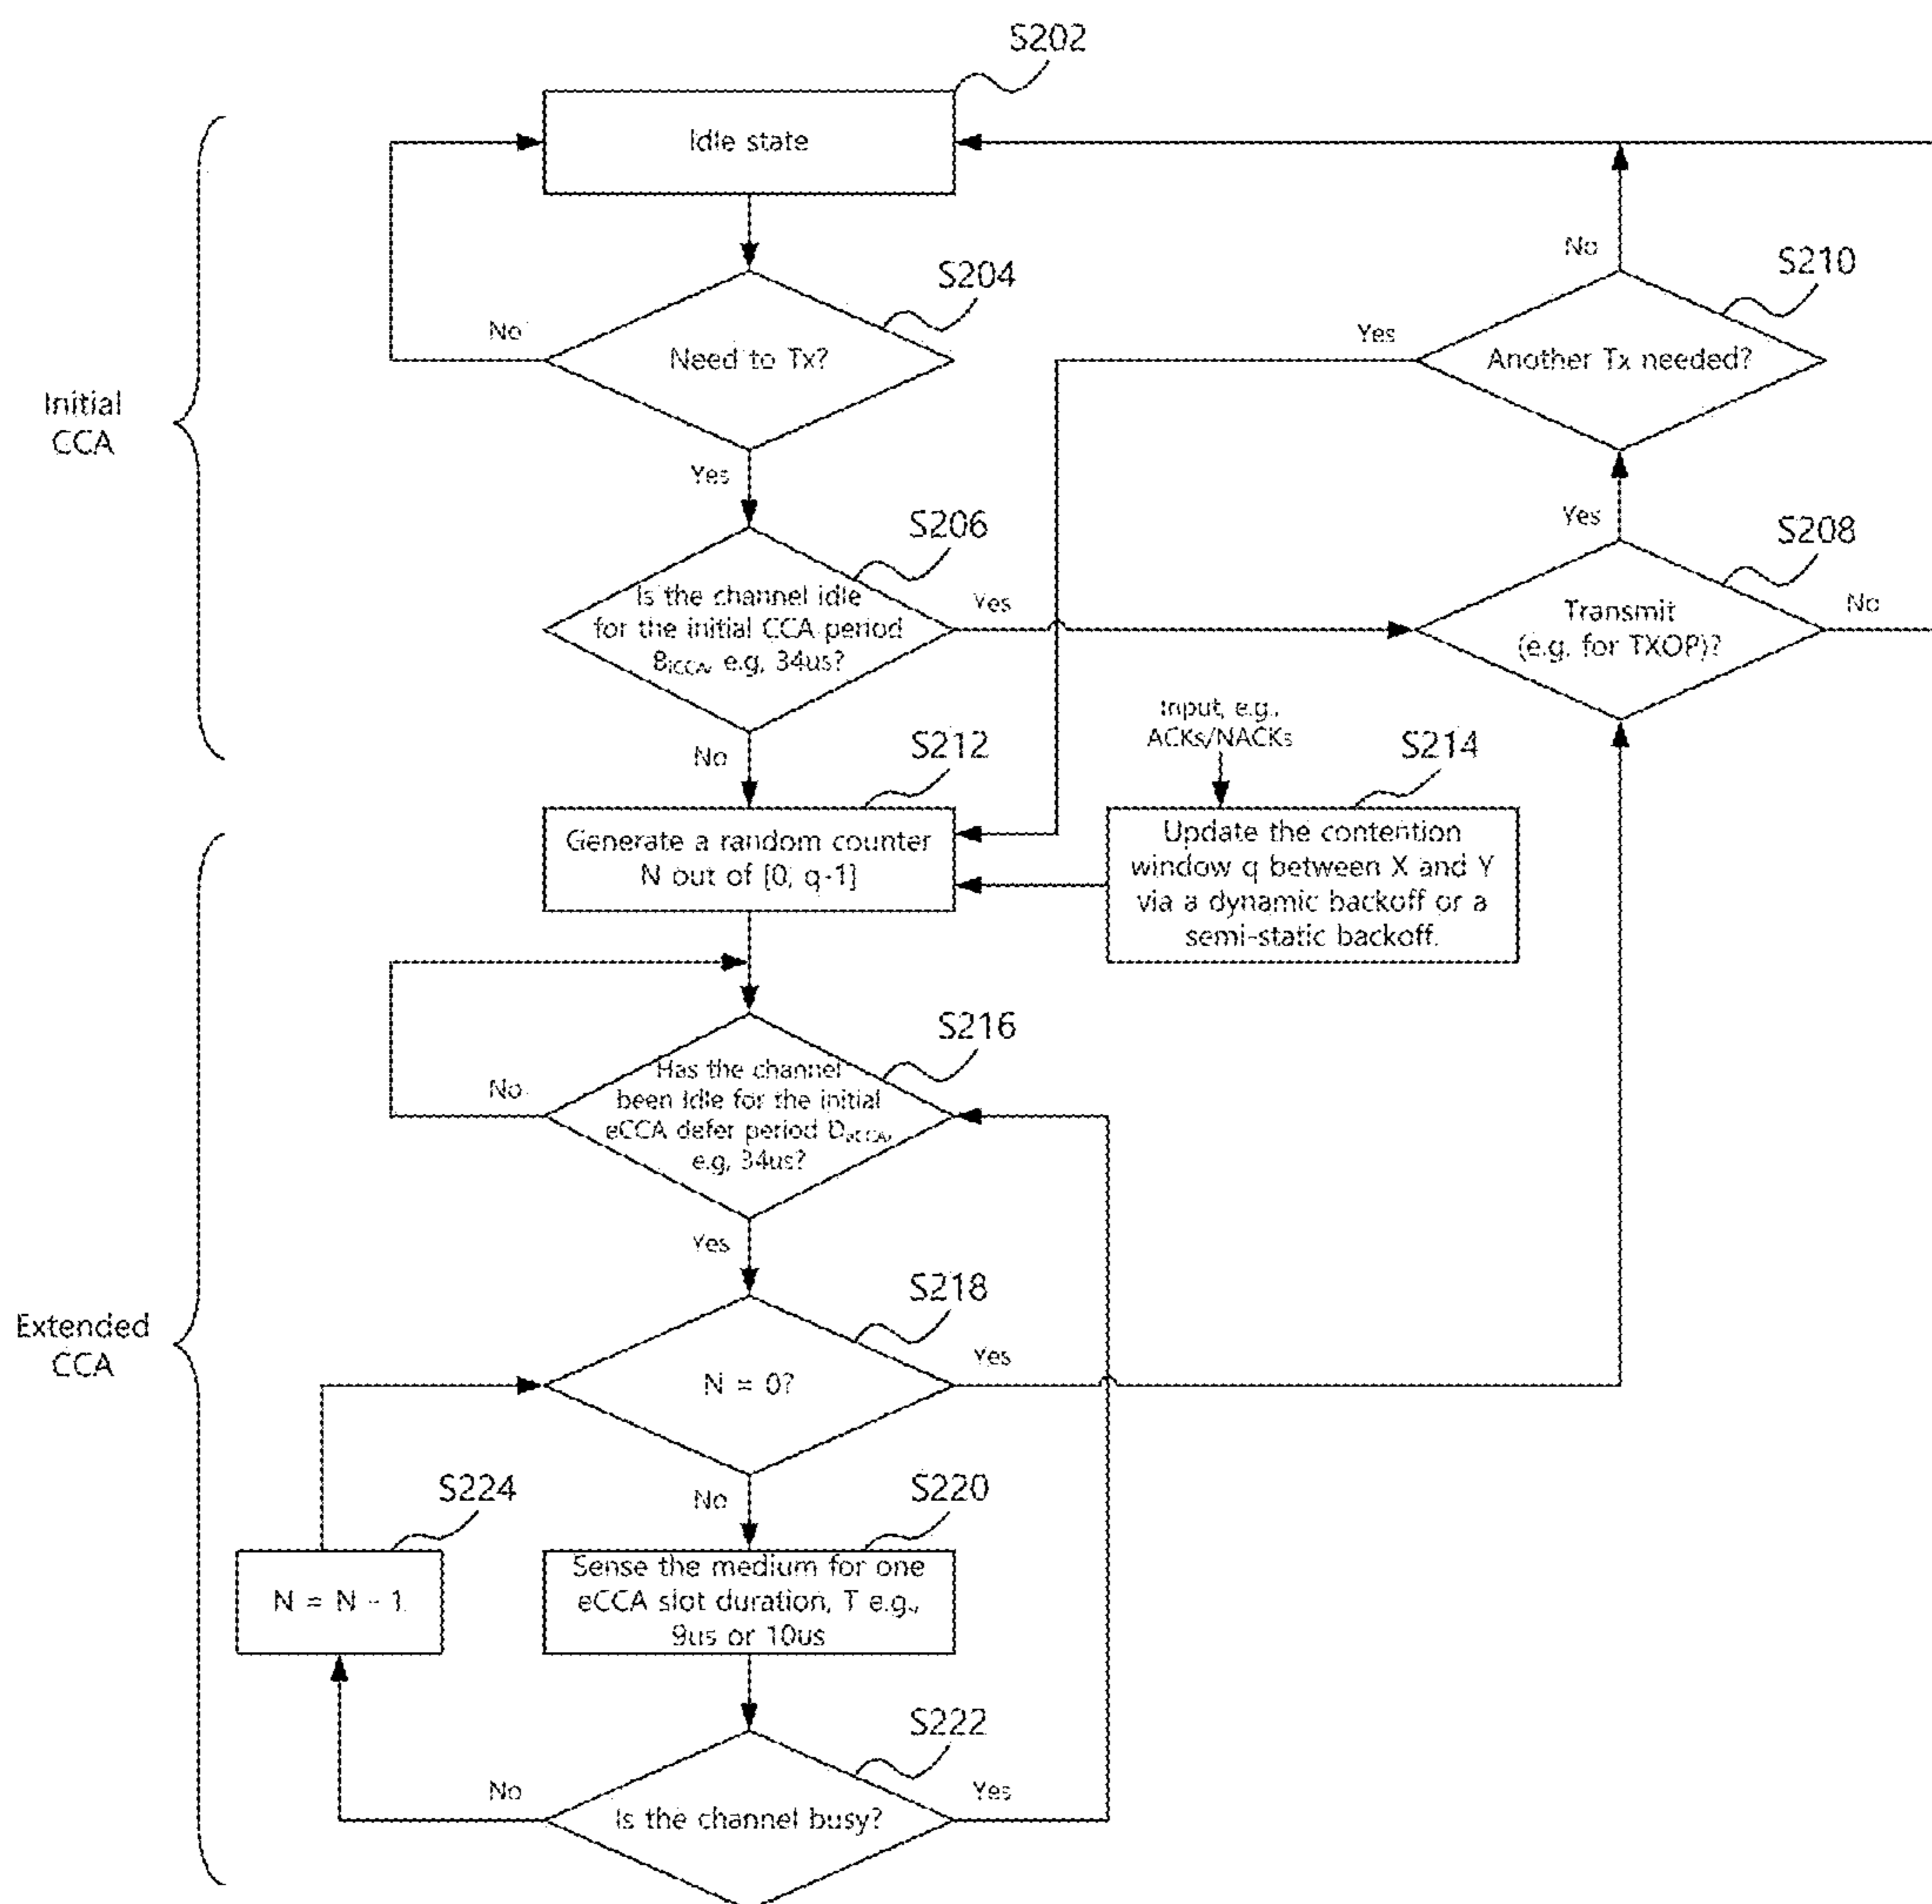 S202
Idle state
S204
Need to Tx?
No
Yes
S210
Another Tx needed?
No
Yes
Initial
CCA
S206
Is the channel idle
for the initial CCA period
BiCCA, e.g, 34us?
Yes
No
S208
Transmit
(e.g. for TXOP)?
Yes
No
S212
Generate a random counter
N out of [0, q-1]
Input, e.g.,
ACKs/NACKs
S214
Update the contention
window q between X and Y
via a dynamic backoff or a
semi-static backoff.
S216
Has the channel
been idle for the initial
eCCA defer period DeCCA,
e.g, 34us?
No
Yes
Extended
CCA
S218
N = 0?
Yes
No
S224
N = N - 1
S220
Sense the medium for one
eCCA slot duration, T e.g.,
9us or 10us
S222
Is the channel busy?
No
Yes